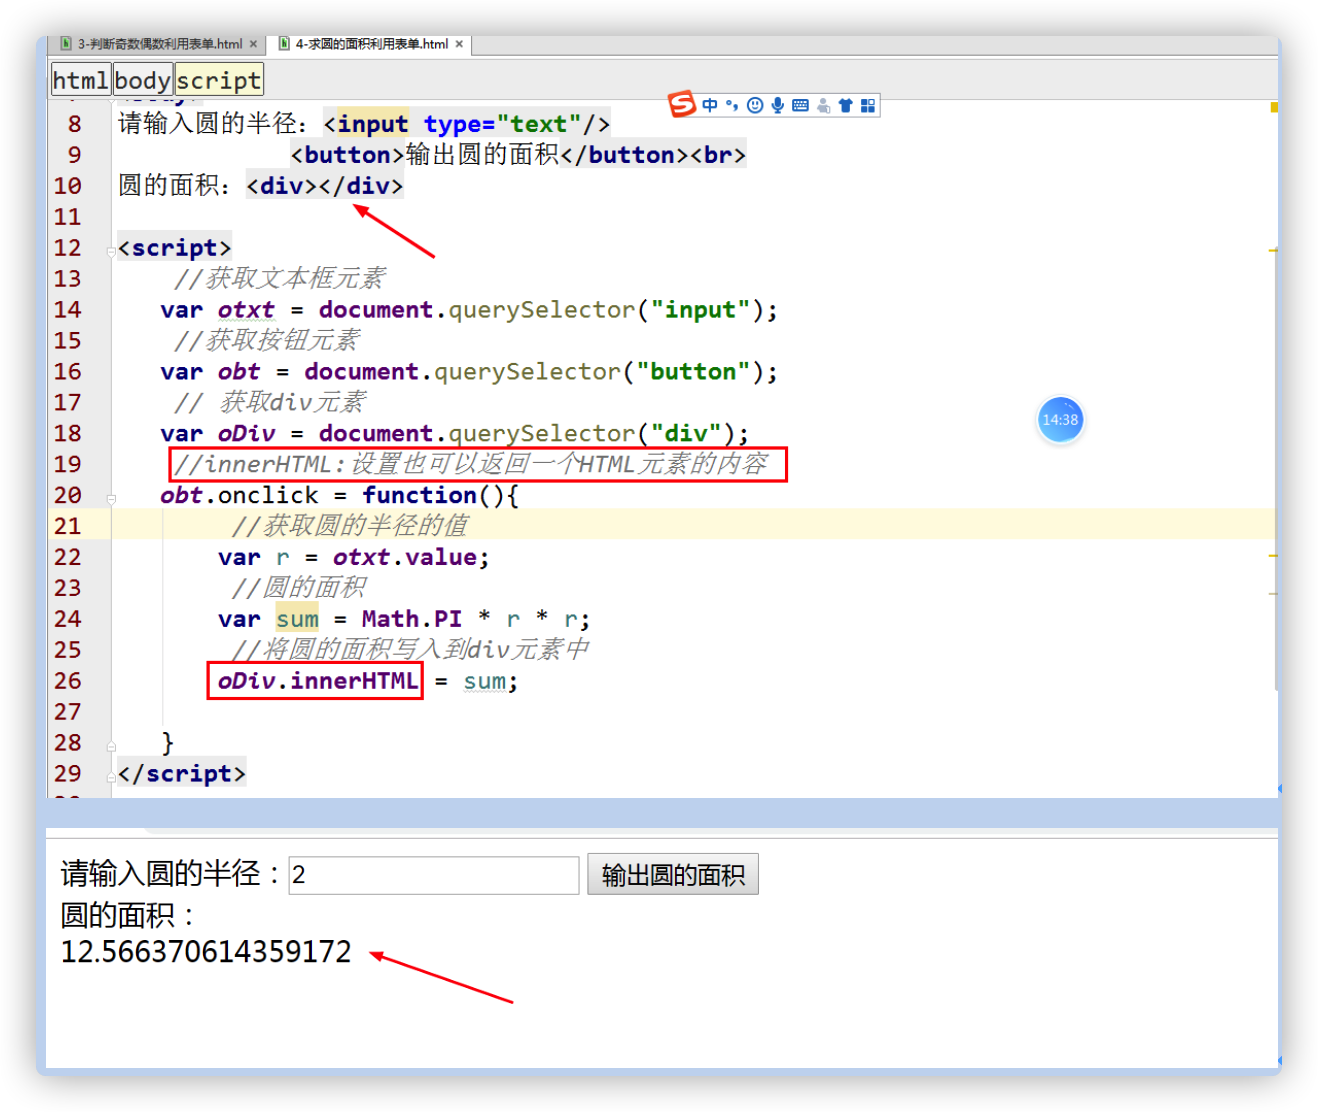 3-判断奇数偶数利用表单.html × 4-求圆的面积利用表单.html ×
html body script
中
8 请输入圆的半径：<input type="text"/>
9 <button>输出圆的面积</button><br>
10 圆的面积：<div></div>
11
12 <script>
13 //获取文本框元素
14 var otxt = document.querySelector("input");
15 //获取按钮元素
16 var obt = document.querySelector("button");
17 // 获取div元素
14:38
18 var oDiv = document.querySelector("div");
19 //innerHTML:设置也可以返回一个HTML元素的内容
20 obt.onclick = function(){
21 //获取圆的半径的值
22 var r = otxt.value;
23 //圆的面积
24 var sum = Math.PI * r * r;
25 //将圆的面积写入到div元素中
26 oDiv.innerHTML = sum;
27
28 }
29 </script>
请输入圆的半径：2 输出圆的面积
圆的面积：
12.566370614359172